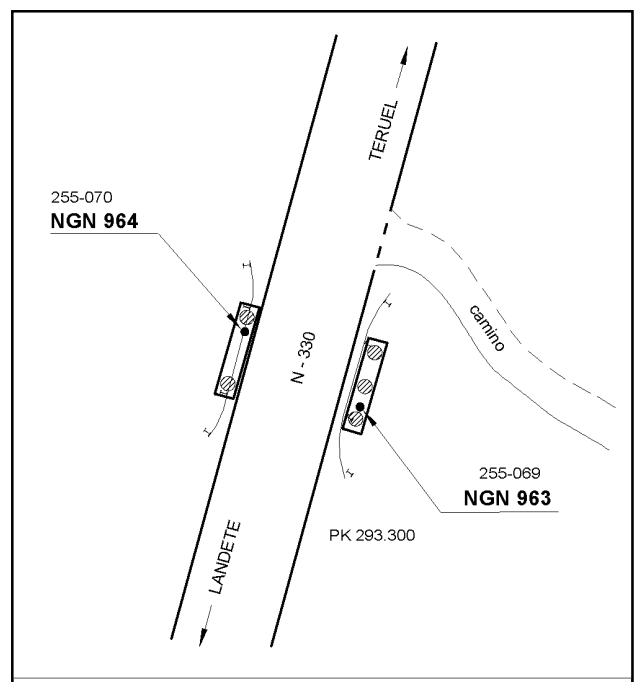 TERUEL
255-070
NGN 964
camino
N - 330
255-069
NGN 963
PK 293.300
LANDETE